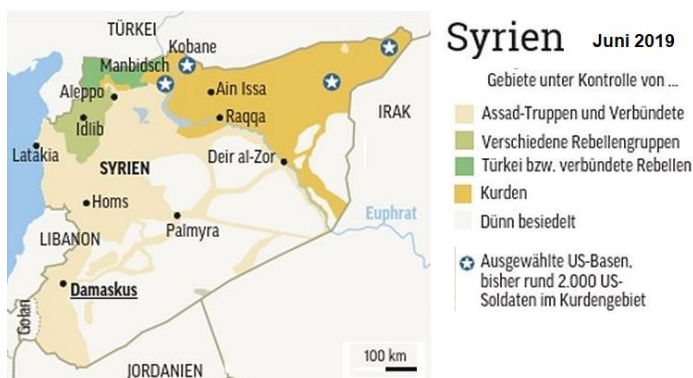 TÜRKEI
Kobane
Manbidsch
Aleppo
Ain Issa
Raqqa
IRAK
Idlib
Latakia
SYRIEN
Deir al-Zor
Homs
Palmyra
Euphrat
LIBANON
Damaskus
Golan
JORDANIEN
100 km
Syrien Juni 2019
Gebiete unter Kontrolle von ...
Assad-Truppen und Verbündete
Verschiedene Rebellengruppen
Türkei bzw. verbündete Rebellen
Kurden
Dünn besiedelt
Ausgewählte US-Basen,
bisher rund 2.000 US-
Soldaten im Kurdengebiet